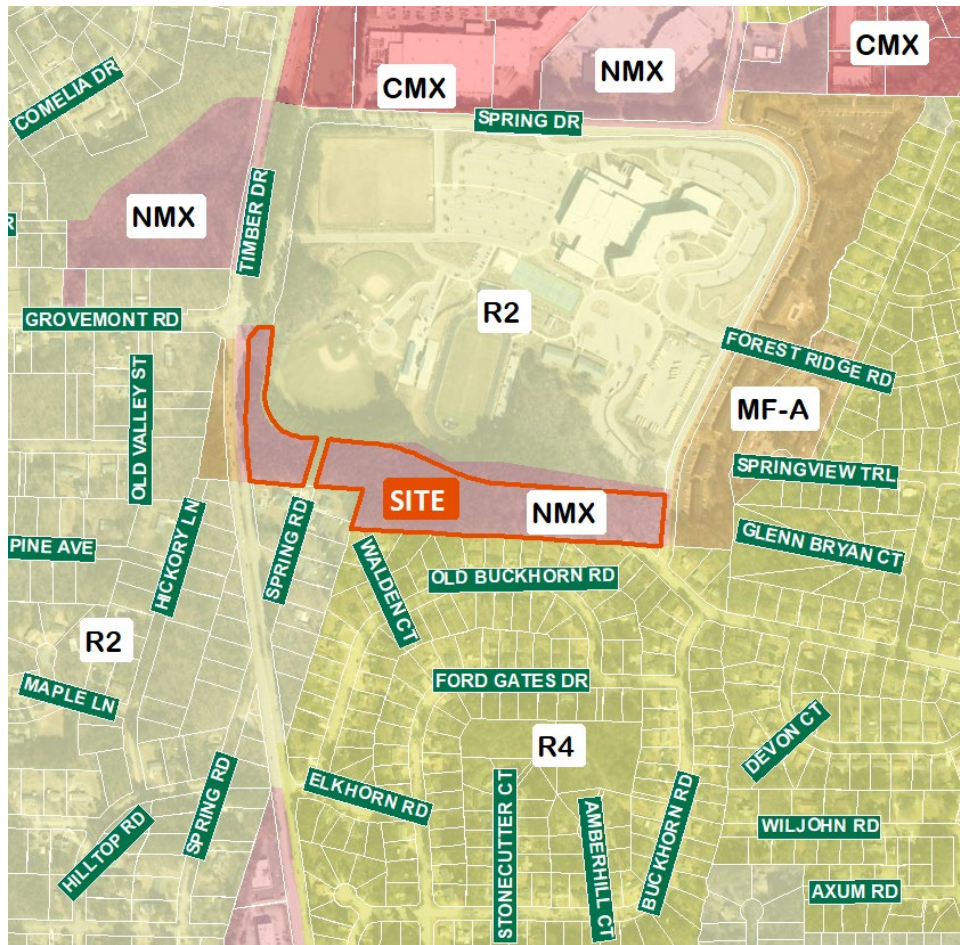 COMELIA DR
CMX
NMX
CMX
SPRING DR
NMX
R
TIMBER DR
GROVEMONT RD
R2
OLD VALLEY ST
FOREST RIDGE RD
MF-A
SPRINGVIEW TRL
SITE
NMX
GLENN BRYAN CT
PINE AVE
HICKORY LN
SPRING RD
WALDEN CT
OLD BUCKHORN RD
R2
MAPLE LN
FORD GATES DR
R4
DEVON CT
ELKHORN RD
SPRING RD
HILLTOP RD
STONECUTTER CT
AMBERHILL CT
BUCKHORN RD
WILJOHN RD
AXUM RD